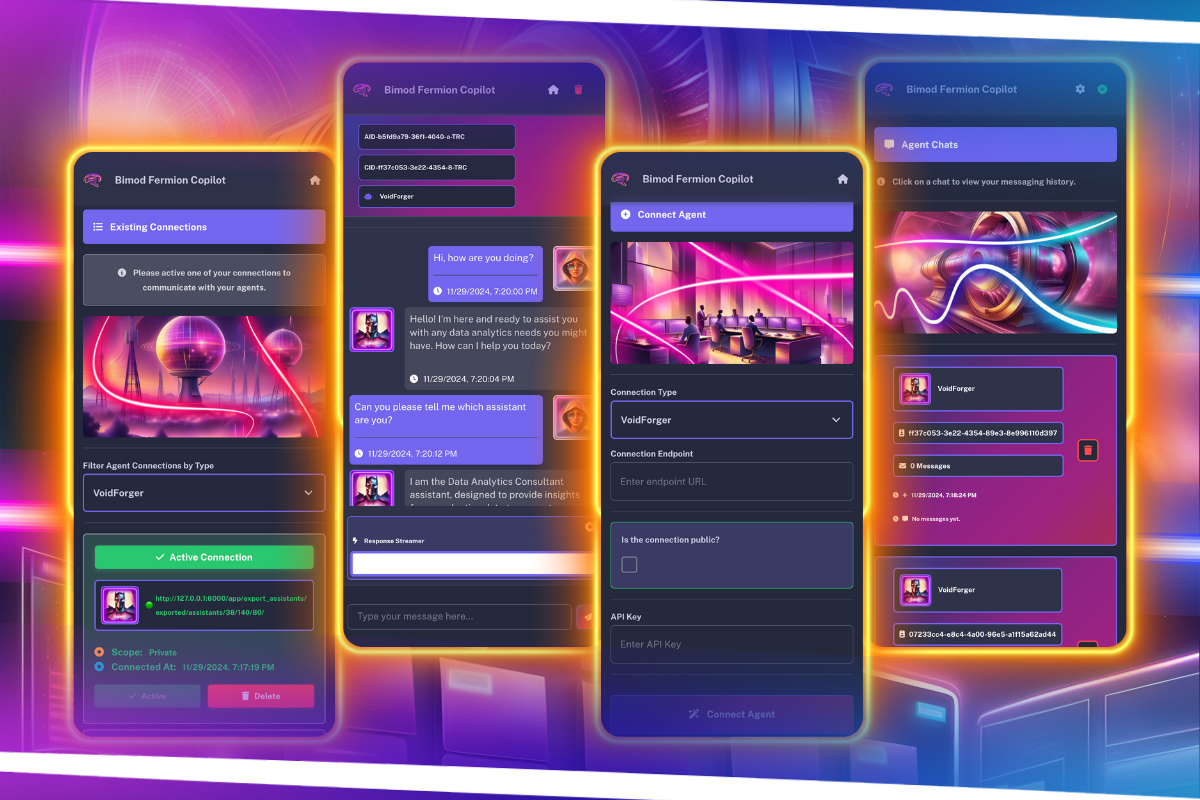 Bimod Fermion Copilot
Existing Connections
Please active one of your connections to
communicate with your agents.
Filter Agent Connections by Type
VoidForger
Active Connection
http://127.0.0.1:8000/app/export_assistants/
exported/assistants/38/140/80/
Scope: Private
Connected At: 11/29/2024, 7:17:19 PM
Active
Delete
Bimod Fermion Copilot
AID-b5fd9a79-36f1-4040-a-TRC
CID-ff37c053-3e22-4354-8-TRC
VoidForger
Hi, how are you doing?
11/29/2024, 7:20:00 PM
Hello! I'm here and ready to assist you
with any data analytics needs you might
have. How can I help you today?
11/29/2024, 7:20:04 PM
Can you please tell me which assistant
are you?
11/29/2024, 7:20:12 PM
I am the Data Analytics Consultant
assistant, designed to provide insights
Response Streamer
Type your message here...
Bimod Fermion Copilot
Connect Agent
Connection Type
VoidForger
Connection Endpoint
Enter endpoint URL
Is the connection public?
API Key
Enter API Key
Connect Agent
Bimod Fermion Copilot
Agent Chats
Click on a chat to view your messaging history.
VoidForger
ff37c053-3e22-4354-89e3-8e996110d397
0 Messages
11/29/2024, 7:18:24 PM
No messages yet.
VoidForger
07233cc4-e8c4-4a00-96e5-a1f15a62ad44